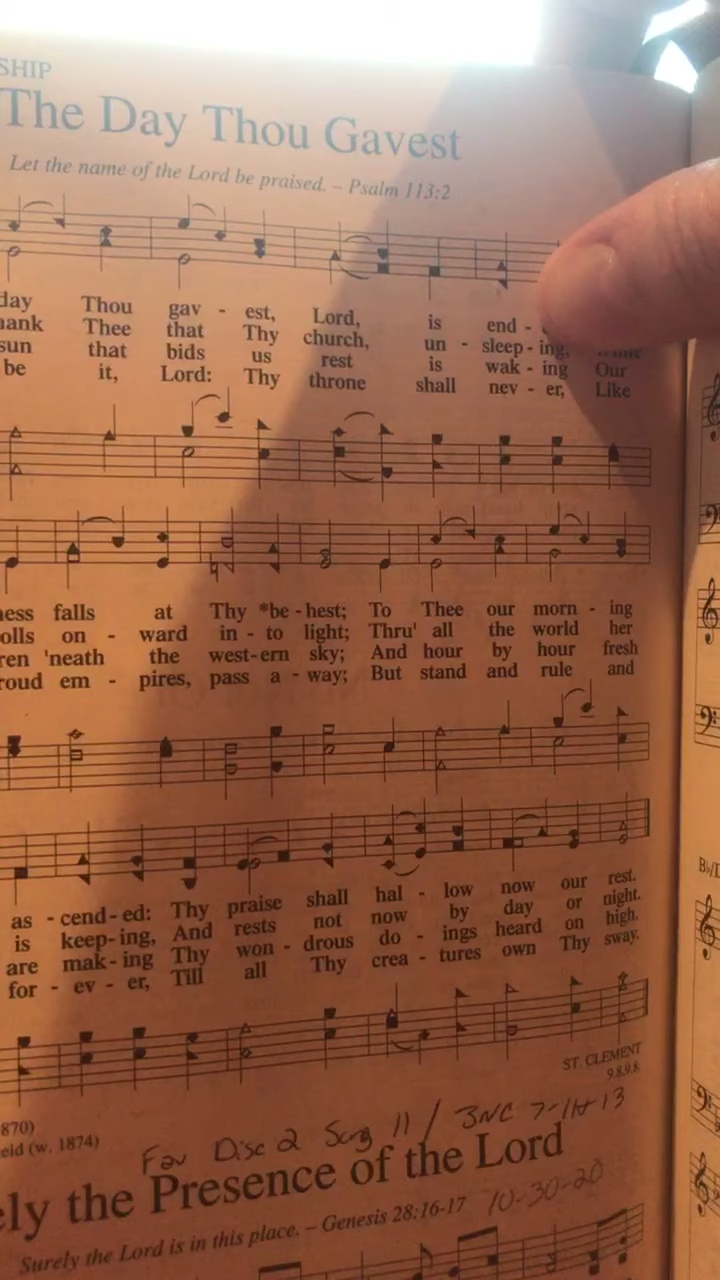 SHIP
The Day Thou Gavest
Let the name of the Lord be praised. – Psalm 113:2
day Thou gav - est, Lord, is end -
hank Thee that Thy church, un - sleep - ing,
sun that bids us rest is wak - ing Our
be it, Lord: Thy throne shall nev - er, Like
ness falls at Thy *be - hest; To Thee our morn - ing
olls on - ward in - to light; Thru' all the world her
ren 'neath the west - ern sky; And hour by hour fresh
roud em - pires, pass a - way; But stand and rule and
as - cend - ed: Thy praise shall hal - low now our rest.
is keep - ing, And rests not now by day or night.
are mak - ing Thy won - drous do - ings heard on high.
for - ev - er, Till all Thy crea - tures own Thy sway.
ST. CLEMENT
9.8.9.8.
870)
eld (w. 1874)
Fav Disc 2 Song 11 / 3NC
ely the Presence of the Lord
Surely the Lord is in this place. – Genesis 28:16-17 10-30-20